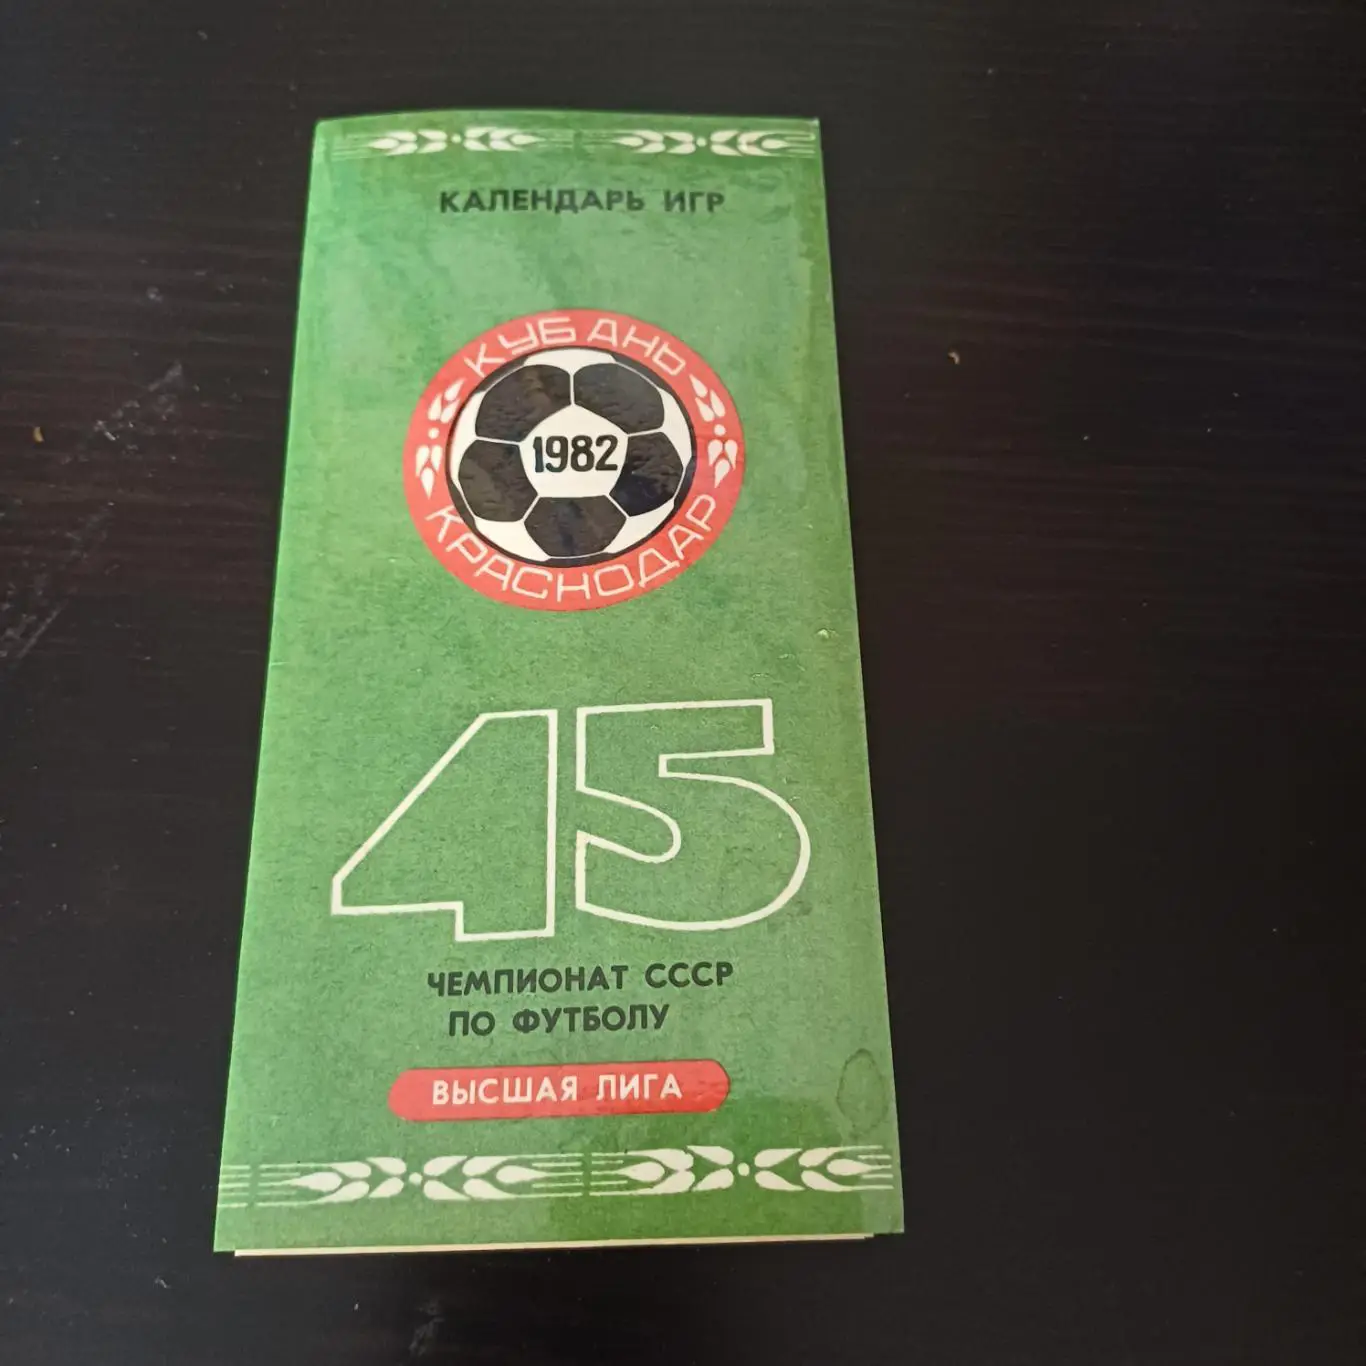 КАЛЕНДАРЬ ИГР
КУБАНЬ
1982
КРАСНОДАР
45
ЧЕМПИОНАТ СССР
ПО ФУТБОЛУ
ВЫСШАЯ ЛИГА